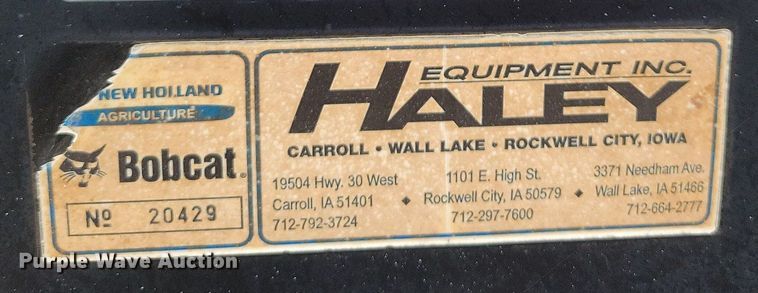 NEW HOLLAND
AGRICULTURE
Bobcat®
Nº 20429
HALEY
EQUIPMENT INC.
CARROLL • WALL LAKE • ROCKWELL CITY, IOWA
19504 Hwy. 30 West
Carroll, IA 51401
712-792-3724
1101 E. High St.
Rockwell City, IA 50579
712-297-7600
3371 Needham Ave.
Wall Lake, IA 51466
712-664-2777
Purple Wave Auction